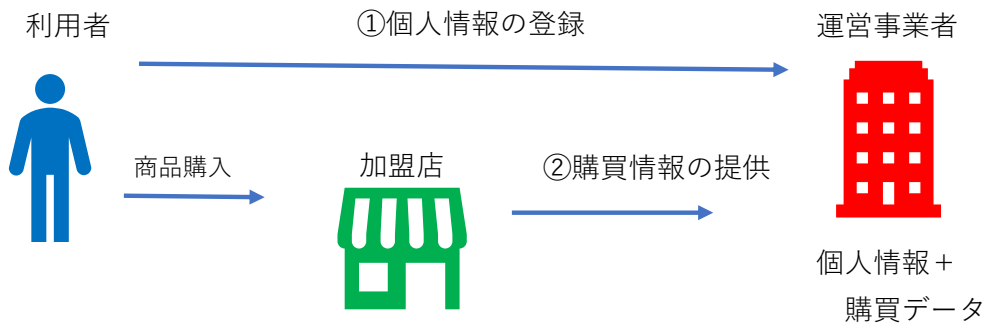 利用者
①個人情報の登録
運営事業者
商品購入
加盟店
②購買情報の提供
個人情報＋
購買データ